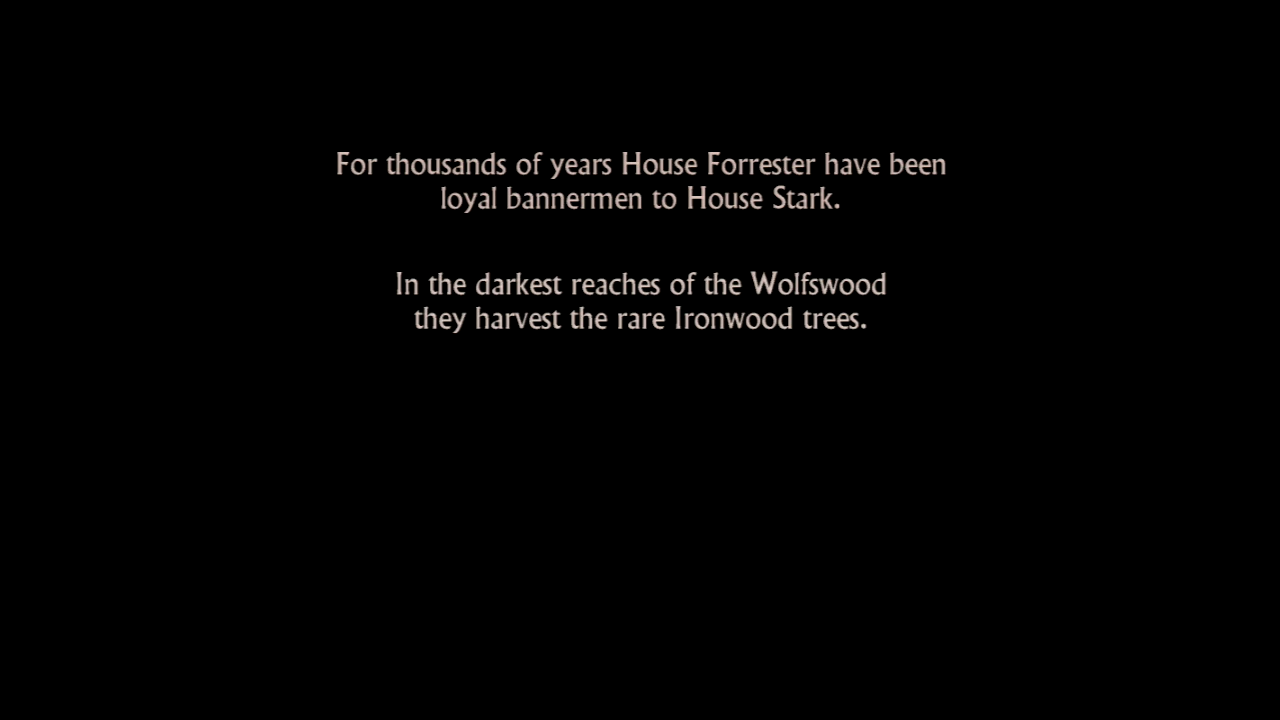 For thousands of years House Forrester have been
loyal bannermen to House Stark.
In the darkest reaches of the Wolfswood
they harvest the rare Ironwood trees.